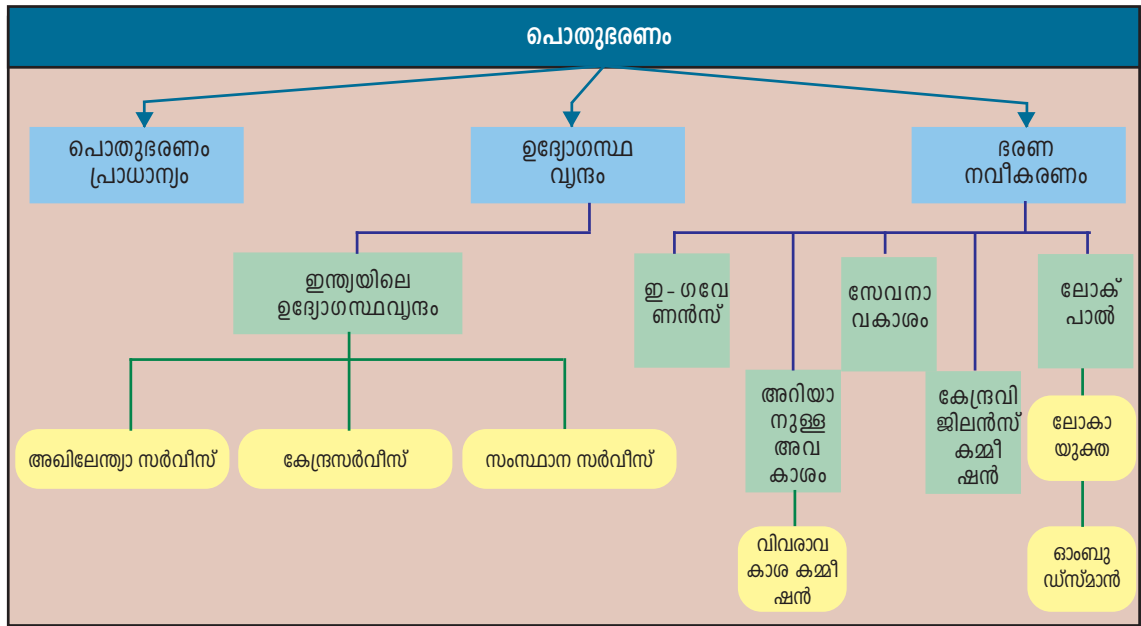 പൊതുഭരണം
പൊതുഭരണം
പ്രാധാന്യം
ഉദ്യോഗസ്ഥ
വൃന്ദം
ഭരണ
നവീകരണം
ഇന്ത്യയിലെ
ഉദ്യോഗസ്ഥവൃന്ദം
ഇ - ഗവേ
ണൻസ്
സേവനാ
വകാശം
ലോക്
പാൽ
അറിയാ
നുള്ള
അവ
കാശം
കേന്ദ്രവി
ജിലൻസ്
കമ്മീ
ഷൻ
ലോകാ
യുക്ത
അഖിലേന്ത്യാ സർവീസ്
കേന്ദ്രസർവീസ്
സംസ്ഥാന സർവീസ്
വിവരാവ
കാശ കമ്മീ
ഷൻ
ഓംബു
ഡ്സ്മാൻ